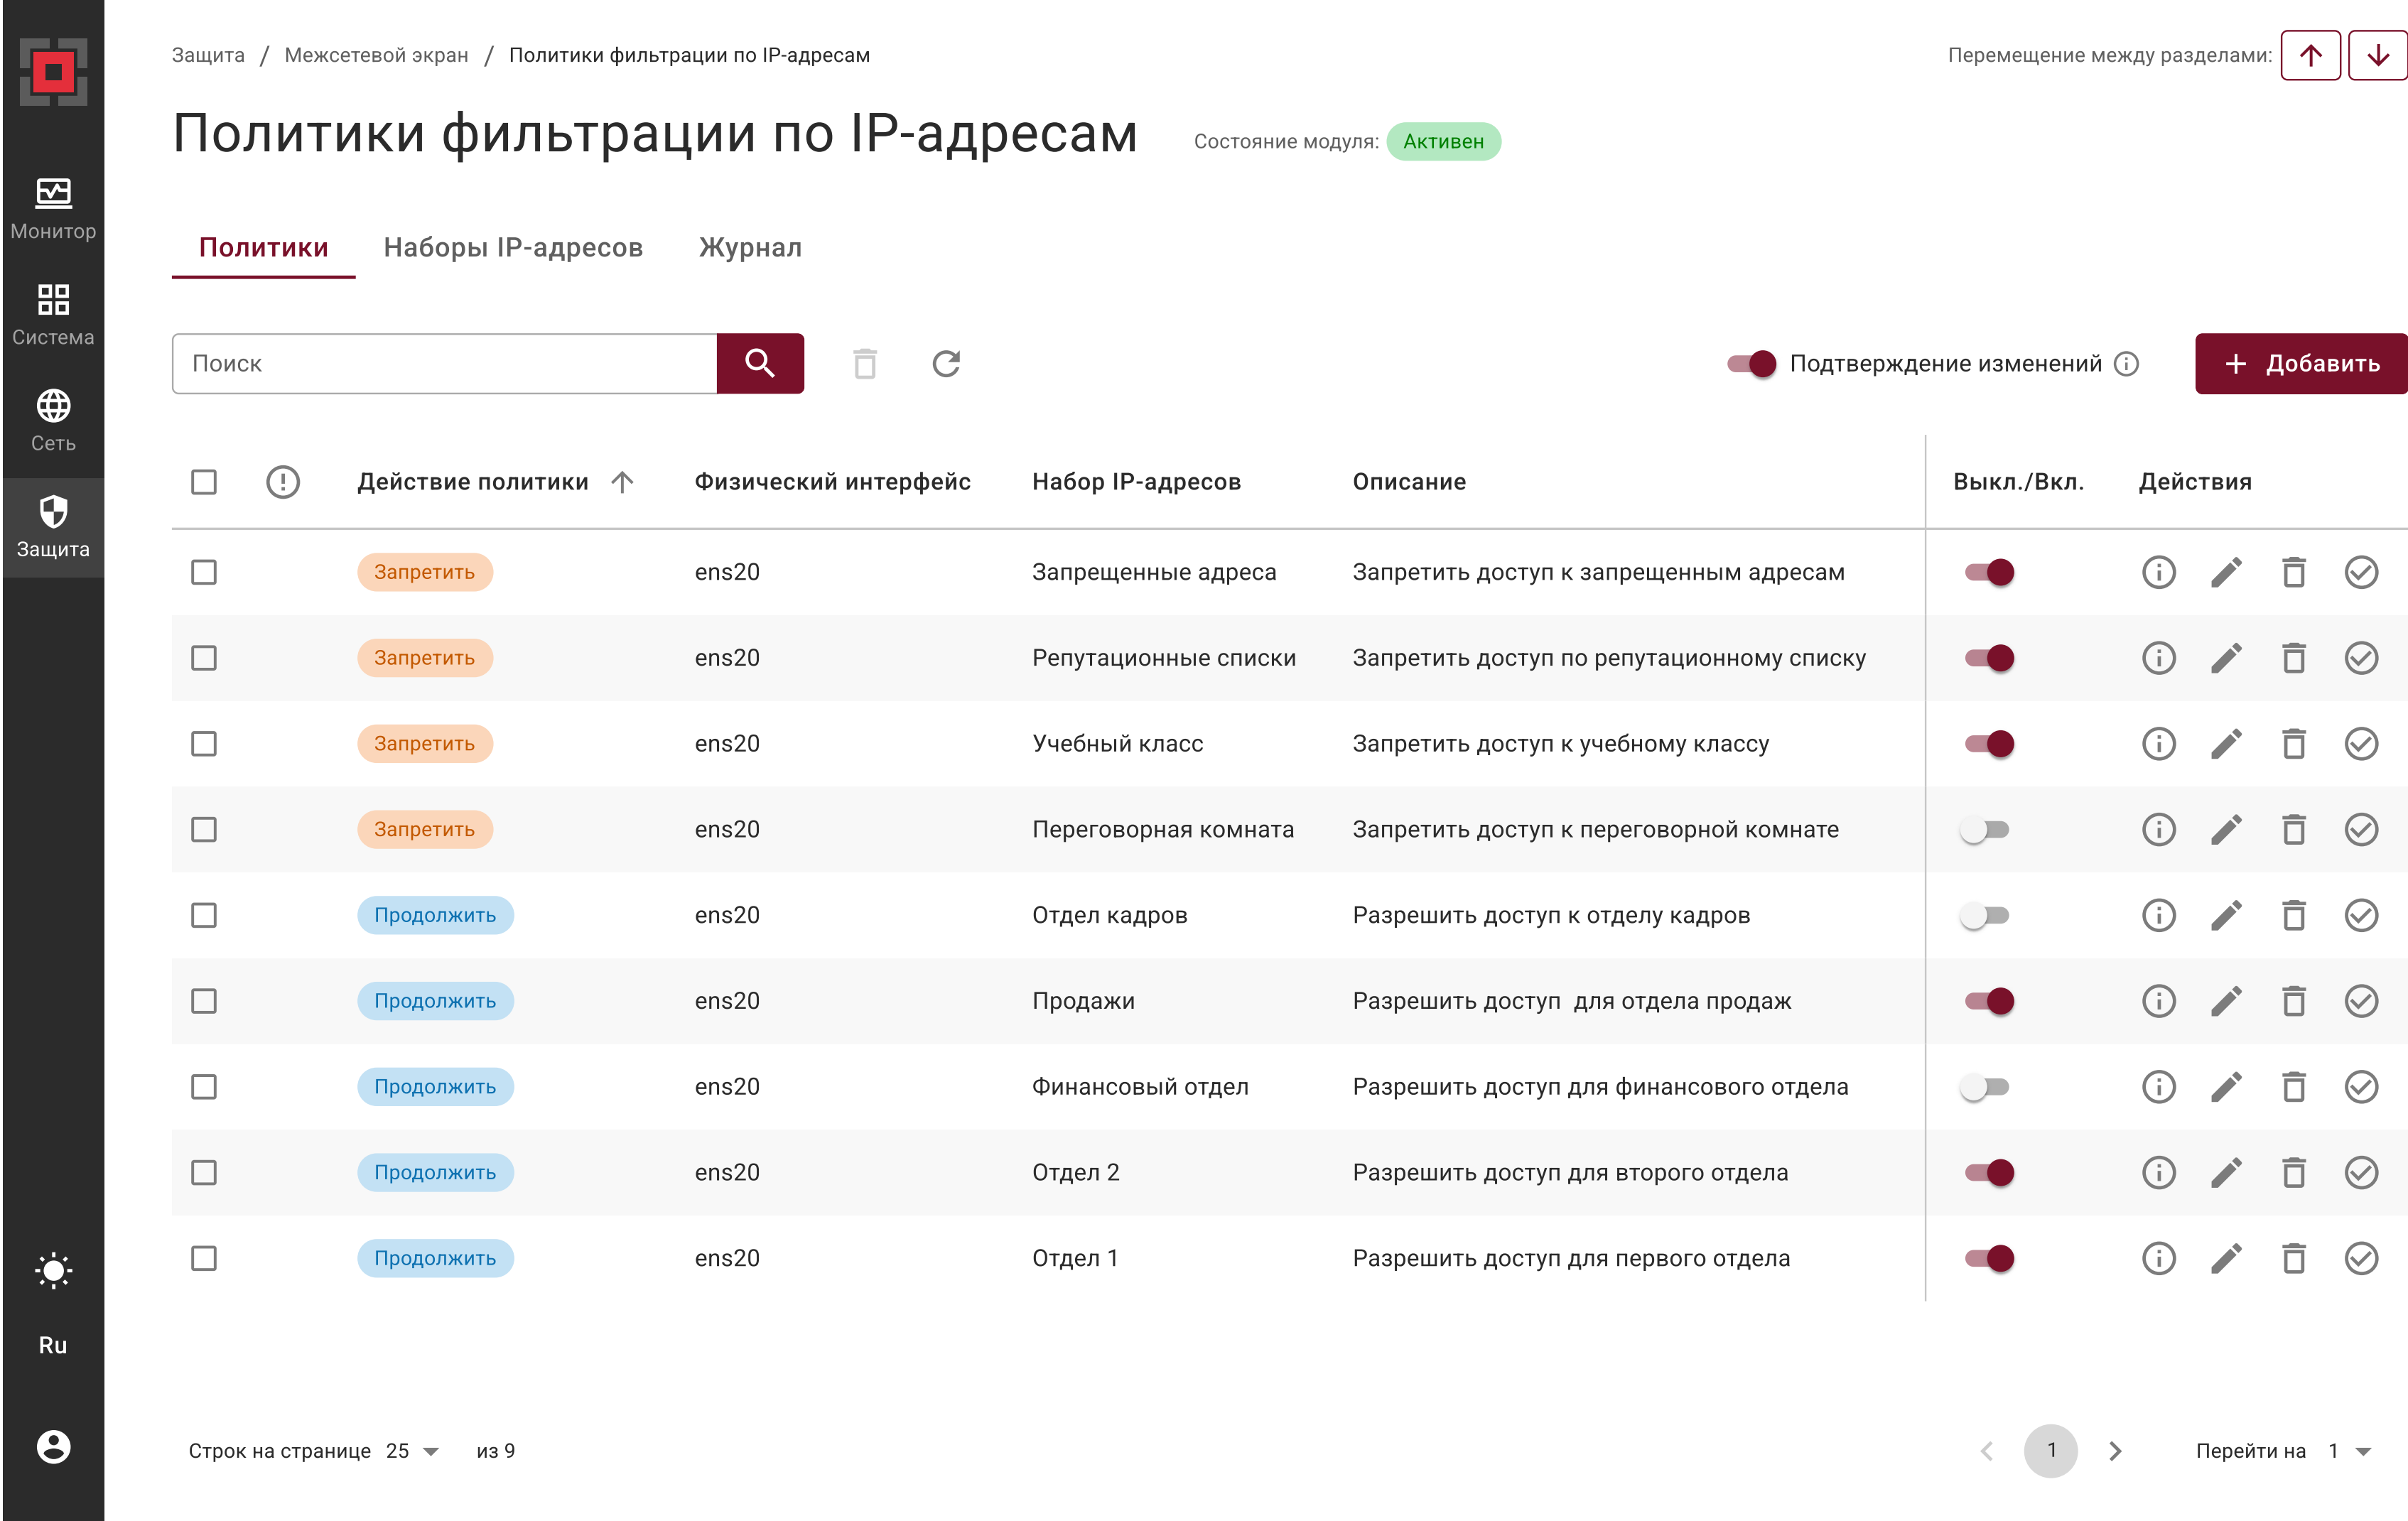 Защита / Межсетевой экран / Политики фильтрации по IP-адресам
Перемещение между разделами:
Политики фильтрации по IP-адресам
Состояние модуля: Активен
Монитор
Система
Сеть
Защита
Политики Наборы IP-адресов Журнал
Поиск
Подтверждение изменений
+ Добавить
Действие политики Физический интерфейс Набор IP-адресов Описание Выкл./Вкл. Действия
Запретить ens20 Запрещенные адреса Запретить доступ к запрещенным адресам
Запретить ens20 Репутационные списки Запретить доступ по репутационному списку
Запретить ens20 Учебный класс Запретить доступ к учебному классу
Запретить ens20 Переговорная комната Запретить доступ к переговорной комнате
Продолжить ens20 Отдел кадров Разрешить доступ к отделу кадров
Продолжить ens20 Продажи Разрешить доступ  для отдела продаж
Продолжить ens20 Финансовый отдел Разрешить доступ для финансового отдела
Продолжить ens20 Отдел 2 Разрешить доступ для второго отдела
Продолжить ens20 Отдел 1 Разрешить доступ для первого отдела
Ru
Строк на странице 25 из 9
1
Перейти на 1